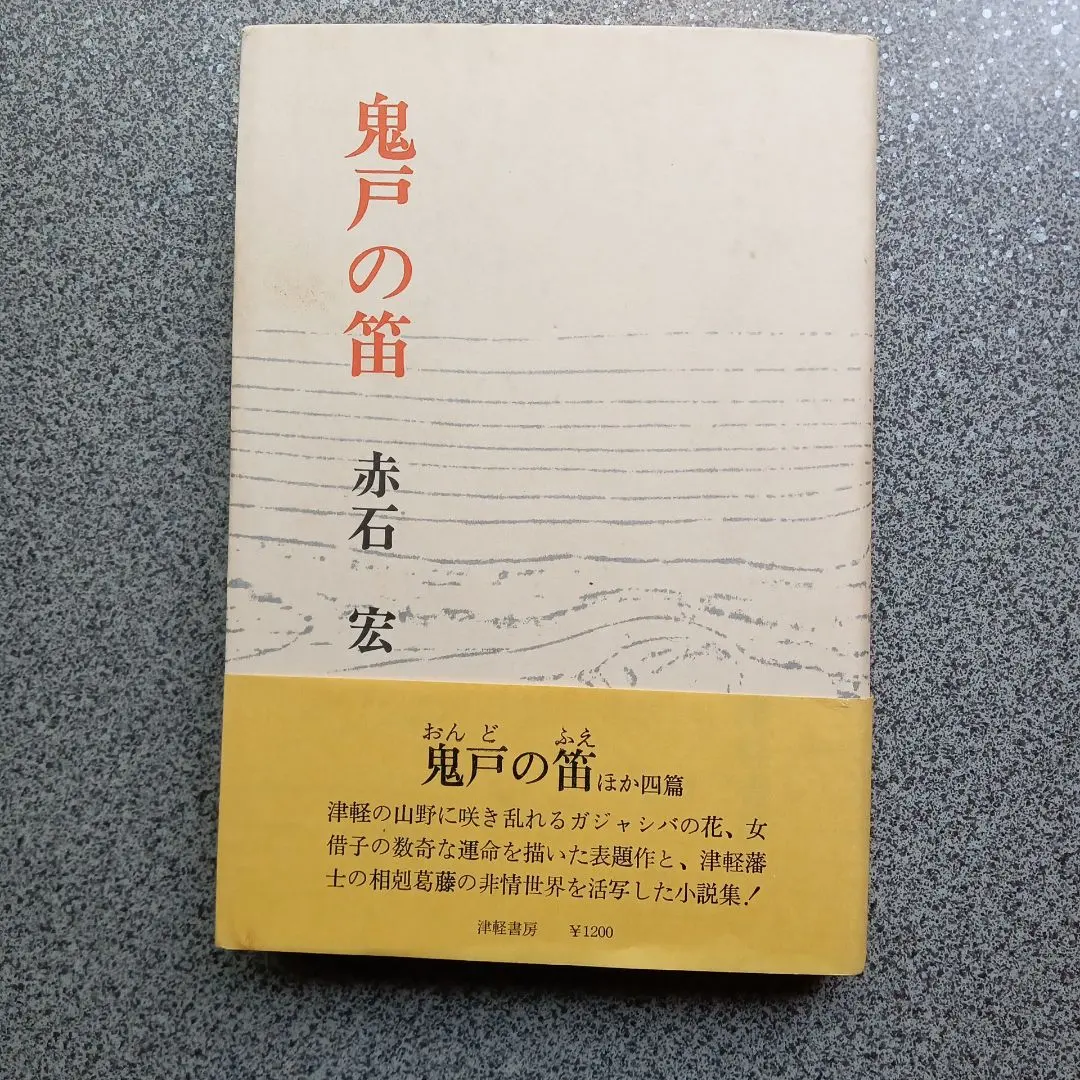 鬼戸の笛
赤石 宏
おんど ふえ
鬼戸の笛 ほか四篇
津軽の山野に咲き乱れるガジャシバの花、女
借子の数奇な運命を描いた表題作と、津軽藩
士の相剋葛藤の非情世界を活写した小説集!
津軽書房 ¥1200